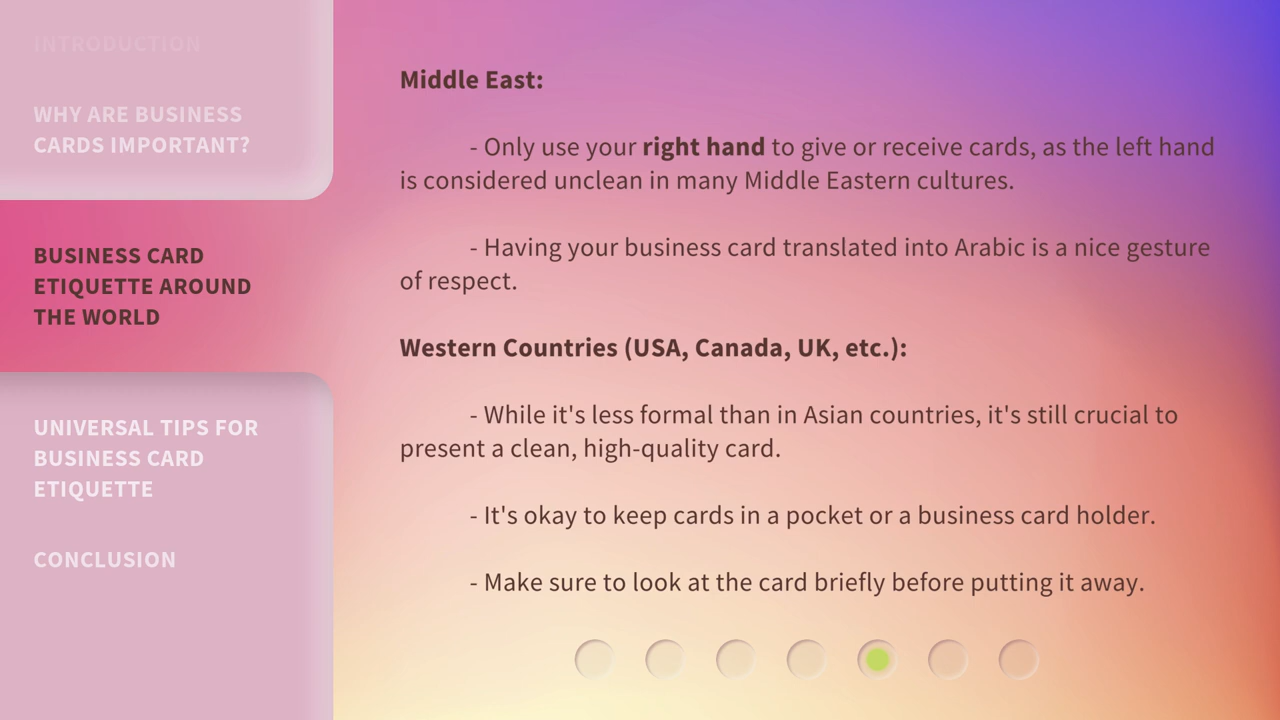 INTRODUCTION
WHY ARE BUSINESS
CARDS IMPORTANT?
BUSINESS CARD
ETIQUETTE AROUND
THE WORLD
UNIVERSAL TIPS FOR
BUSINESS CARD
ETIQUETTE
CONCLUSION
Middle East:
- Only use your right hand to give or receive cards, as the left hand
is considered unclean in many Middle Eastern cultures.
- Having your business card translated into Arabic is a nice gesture
of respect.
Western Countries (USA, Canada, UK, etc.):
- While it's less formal than in Asian countries, it's still crucial to
present a clean, high-quality card.
- It's okay to keep cards in a pocket or a business card holder.
- Make sure to look at the card briefly before putting it away.